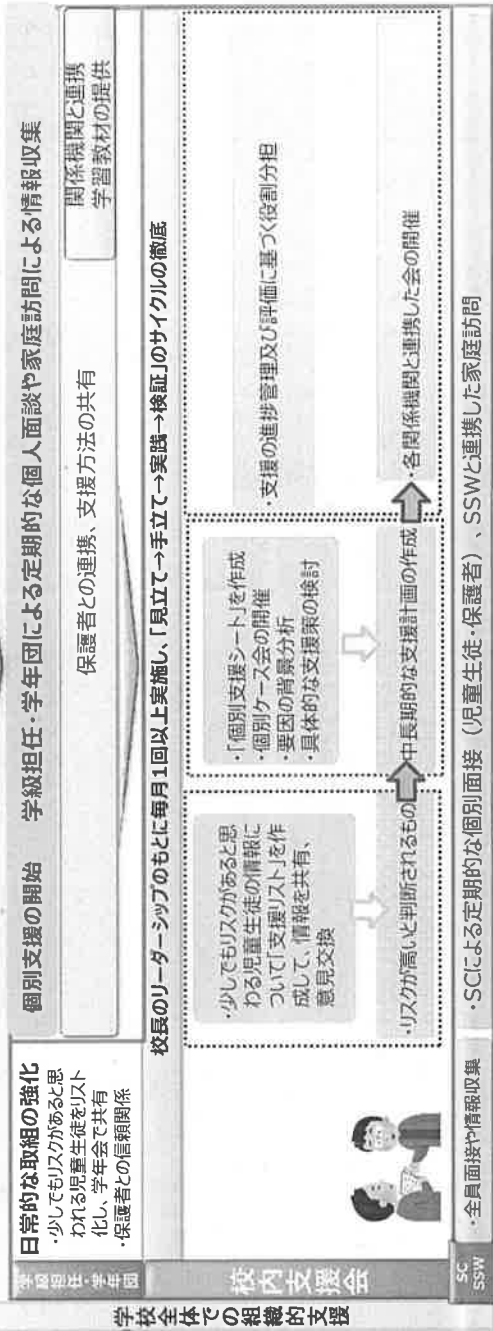 学校全体での組織的支援
学級担任・学年団
日常的な取組の強化
・少しでもリスクがあると思
われる児童生徒をリスト
化し、学年会で共有
・保護者との信頼関係
個別支援の開始　学級担任・学年団による定期的な個人面談や家庭訪問による情報収集
保護者との連携、支援方法の共有
関係機関と連携
学習教材の提供
校内支援会
校長のリーダーシップのもとに毎月1回以上実施し、「見立て→手立て→実践→検証」のサイクルの徹底
・少しでもリスクがあると思
われる児童生徒の情報に
ついて「支援リスト」を作
成して、情報を共有、
意見交換
・リスクが高いと判断されるもの
・「個別支援シート」を作成
・個別ケース会の開催
・要因の背景分析
・具体的な支援策の検討
中長期的な支援計画の作成
・支援の進捗管理及び評価に基づく役割分担
・各関係機関と連携した会の開催
SC
SSW
・全員面接や情報収集
・SCによる定期的な個別面接（児童生徒・保護者）、SSWと連携した家庭訪問